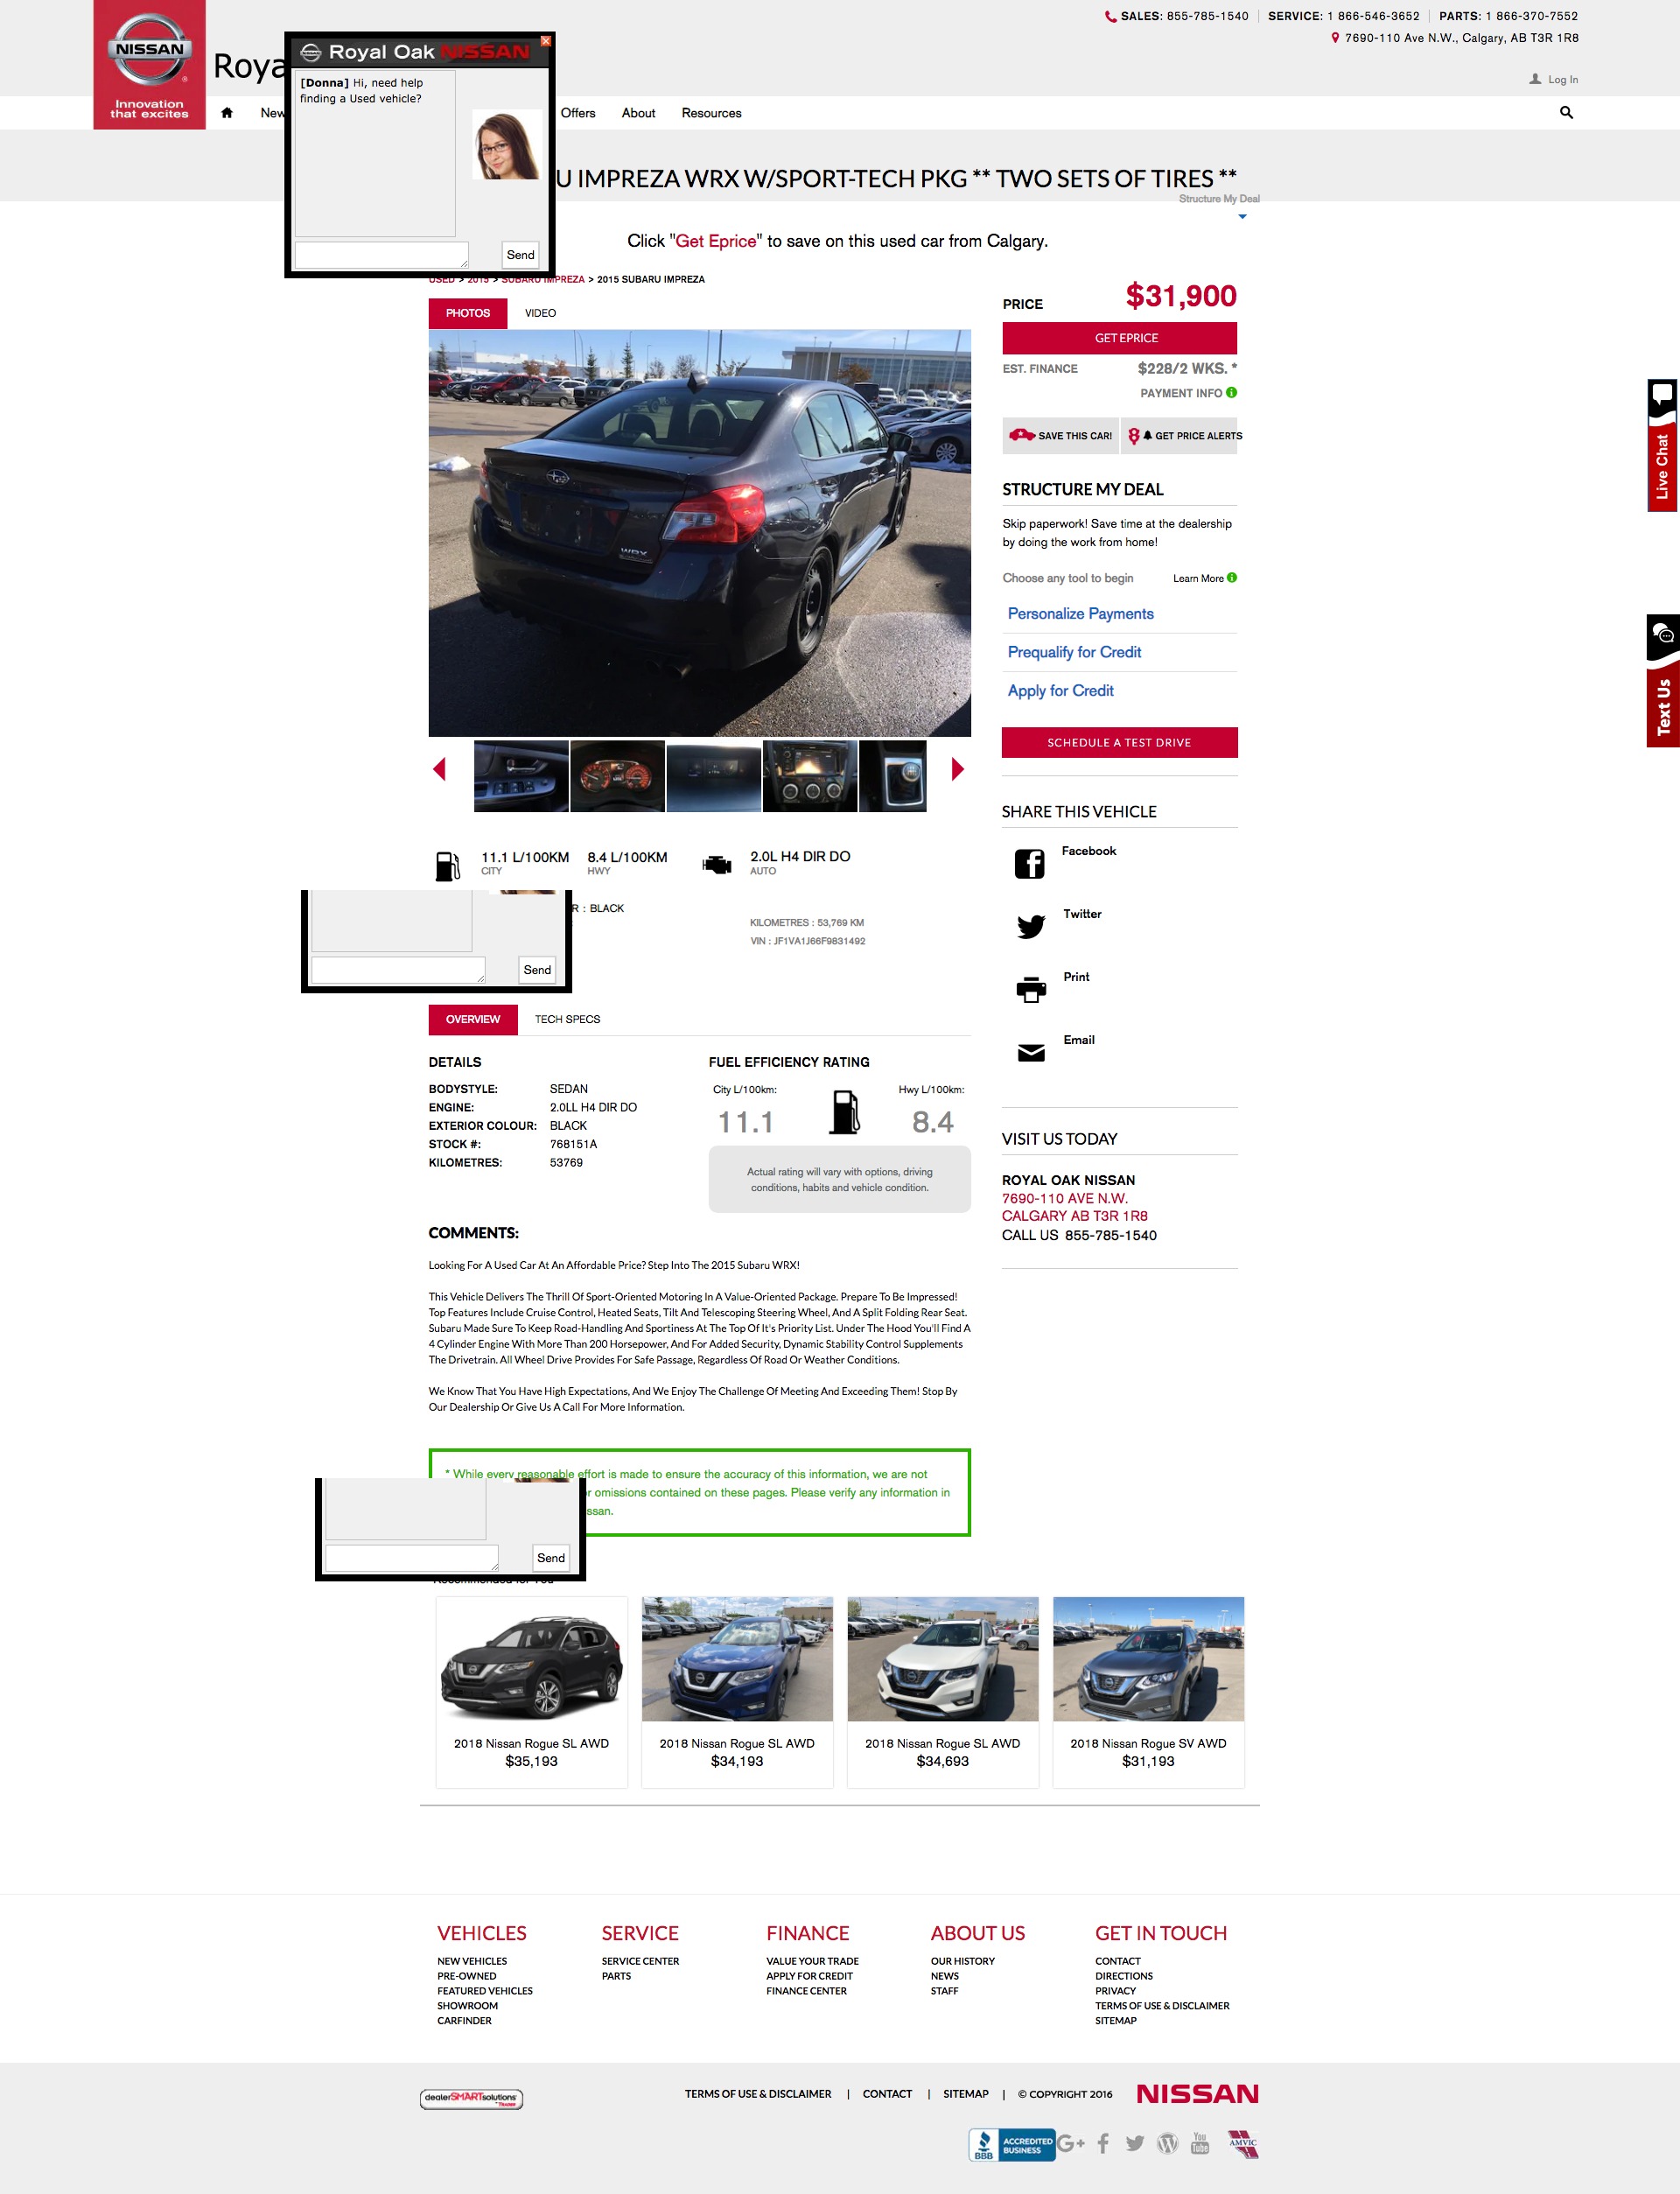 SALES: 855-785-1540 SERVICE: 1 866-546-3652 PARTS: 1 866-370-7552
7690-110 Ave N.W., Calgary, AB T3R 1R8
NISSAN
Innovation
that excites
Roya
Log In
Royal Oak NISSAN
[Donna] Hi, need help
finding a Used vehicle?
Send
New
Offers About Resources
U IMPREZA WRX W/SPORT-TECH PKG ** TWO SETS OF TIRES **
Structure My Deal
Click "Get Eprice" to save on this used car from Calgary.
USED > 2015 > SUBARU IMPREZA > 2015 SUBARU IMPREZA
PHOTOS VIDEO
WRX
PRICE $31,900
GET EPRICE
EST. FINANCE $228/2 WKS. *
PAYMENT INFO
SAVE THIS CAR! GET PRICE ALERTS
STRUCTURE MY DEAL
Skip paperwork! Save time at the dealership
by doing the work from home!
Choose any tool to begin Learn More
Personalize Payments
Prequalify for Credit
Apply for Credit
SCHEDULE A TEST DRIVE
Live Chat
Text Us
SHARE THIS VEHICLE
Facebook
Twitter
Print
Email
11.1 L/100KM 8.4 L/100KM 2.0L H4 DIR DO
CITY HWY AUTO
R : BLACK
KILOMETRES : 53,769 KM
VIN : JF1VA1J66F9831492
Send
OVERVIEW TECH SPECS
DETAILS
BODYSTYLE: SEDAN
ENGINE: 2.0LL H4 DIR DO
EXTERIOR COLOUR: BLACK
STOCK #: 768151A
KILOMETRES: 53769
FUEL EFFICIENCY RATING
City L/100km: Hwy L/100km:
11.1 8.4
Actual rating will vary with options, driving
conditions, habits and vehicle condition.
VISIT US TODAY
ROYAL OAK NISSAN
7690-110 AVE N.W.
CALGARY AB T3R 1R8
CALL US 855-785-1540
COMMENTS:
Looking For A Used Car At An Affordable Price? Step Into The 2015 Subaru WRX!
This Vehicle Delivers The Thrill Of Sport-Oriented Motoring In A Value-Oriented Package. Prepare To Be Impressed!
Top Features Include Cruise Control, Heated Seats, Tilt And Telescoping Steering Wheel, And A Split Folding Rear Seat.
Subaru Made Sure To Keep Road-Handling And Sportiness At The Top Of It's Priority List. Under The Hood You'll Find A
4 Cylinder Engine With More Than 200 Horsepower, And For Added Security, Dynamic Stability Control Supplements
The Drivetrain. All Wheel Drive Provides For Safe Passage, Regardless Of Road Or Weather Conditions.
We Know That You Have High Expectations, And We Enjoy The Challenge Of Meeting And Exceeding Them! Stop By
Our Dealership Or Give Us A Call For More Information.
* While every reasonable effort is made to ensure the accuracy of this information, we are not
r omissions contained on these pages. Please verify any information in
ssan.
Send
Recommended for You
2018 Nissan Rogue SL AWD
$35,193
2018 Nissan Rogue SL AWD
$34,193
2018 Nissan Rogue SL AWD
$34,693
2018 Nissan Rogue SV AWD
$31,193
VEHICLES
NEW VEHICLES
PRE-OWNED
FEATURED VEHICLES
SHOWROOM
CARFINDER
SERVICE
SERVICE CENTER
PARTS
FINANCE
VALUE YOUR TRADE
APPLY FOR CREDIT
FINANCE CENTER
ABOUT US
OUR HISTORY
NEWS
STAFF
GET IN TOUCH
CONTACT
DIRECTIONS
PRIVACY
TERMS OF USE & DISCLAIMER
SITEMAP
dealerSMARTsolutions
TRADER
TERMS OF USE & DISCLAIMER | CONTACT | SITEMAP | © COPYRIGHT 2016 NISSAN
BBB ACCREDITED
BUSINESS
G+
You
Tube
AMVIC